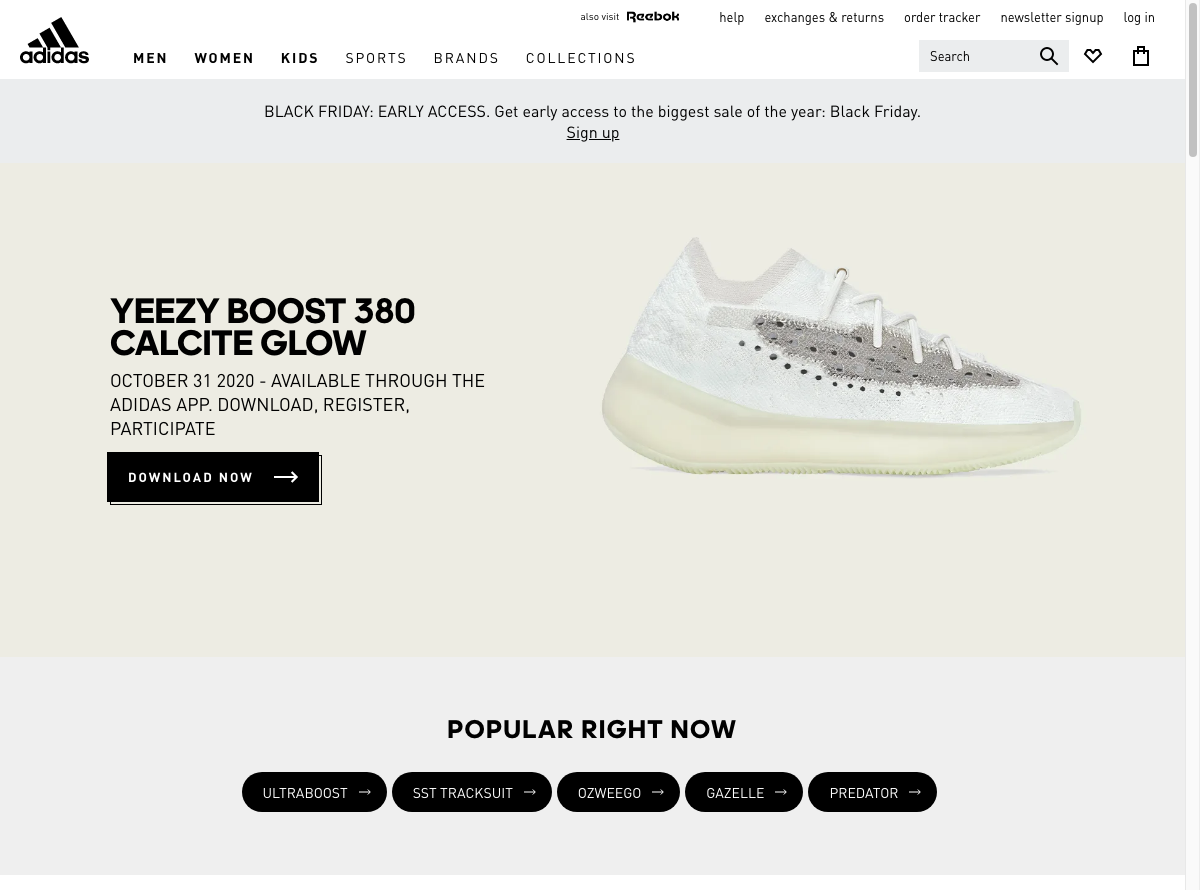 also visit Reebok
help
exchanges & returns
order tracker
newsletter signup
log in
adidas
MEN
WOMEN
KIDS
SPORTS
BRANDS
COLLECTIONS
Search
BLACK FRIDAY: EARLY ACCESS. Get early access to the biggest sale of the year: Black Friday.
Sign up
YEEZY BOOST 380
CALCITE GLOW
OCTOBER 31 2020 - AVAILABLE THROUGH THE
ADIDAS APP. DOWNLOAD, REGISTER,
PARTICIPATE
DOWNLOAD NOW
POPULAR RIGHT NOW
ULTRABOOST
SST TRACKSUIT
OZWEEGO
GAZELLE
PREDATOR